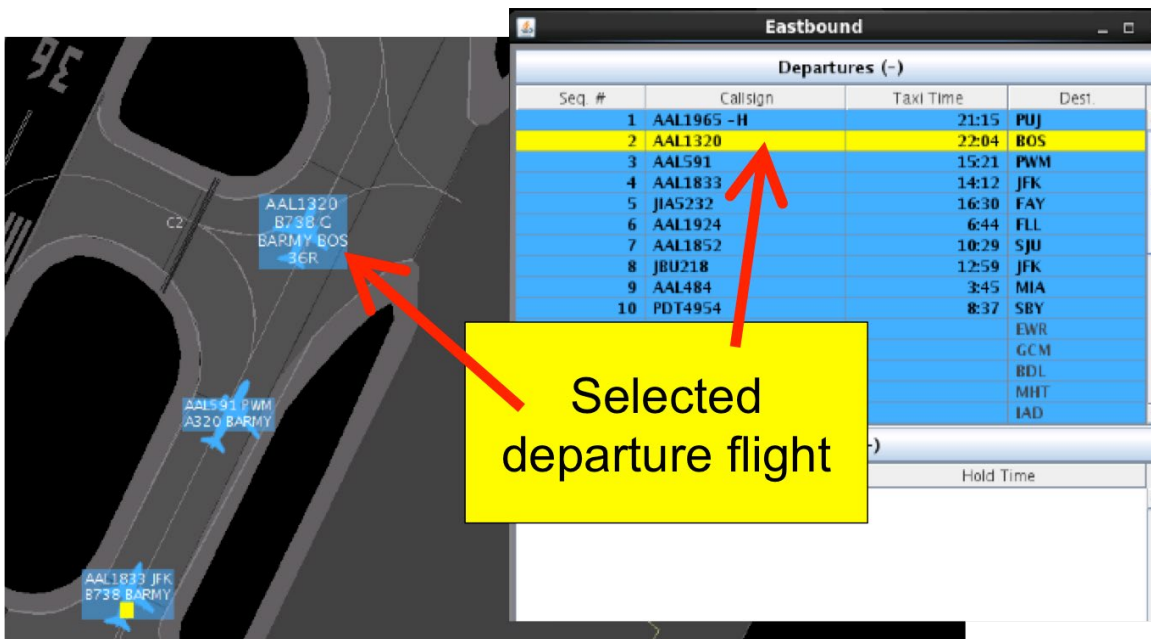 36
C2
AAL1320
B738 G
BARMY BOS
36R
AAL591 PWM
A320 BARMY
AAL1833 JFK
B738 BARMY
Eastbound
Departures (-)
Seq. # Callsign Taxi Time Dest.
1 AAL1965 -H 21:15 PUJ
2 AAL1320 22:04 BOS
3 AAL591 15:21 PWM
4 AAL1833 14:12 JFK
5 JIA5232 16:30 FAY
6 AAL1924 6:44 FLL
7 AAL1852 10:29 SJU
8 JBU218 12:59 JFK
9 AAL484 3:45 MIA
10 PDT4954 8:37 SBY
EWR
GCM
BDL
MHT
IAD
-)
Hold Time
Selected
departure flight